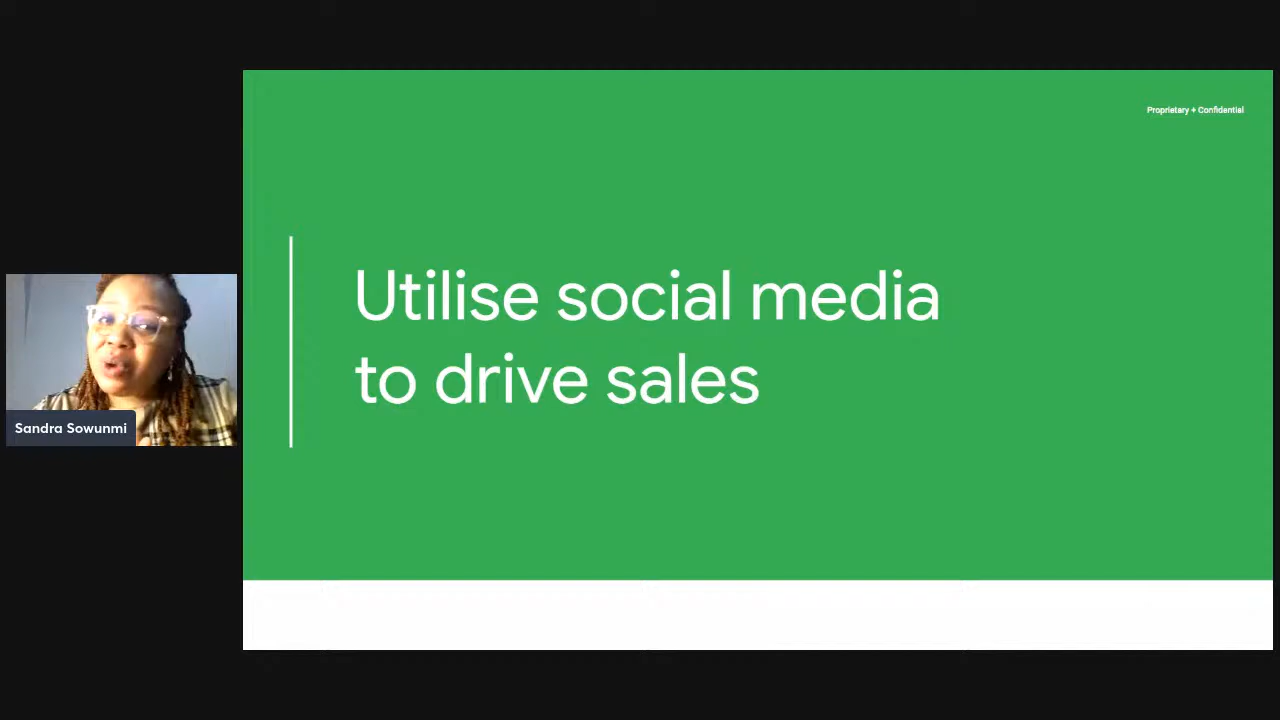 Proprietary + Confidential
Utilise social media
to drive sales
Sandra Sowunmi